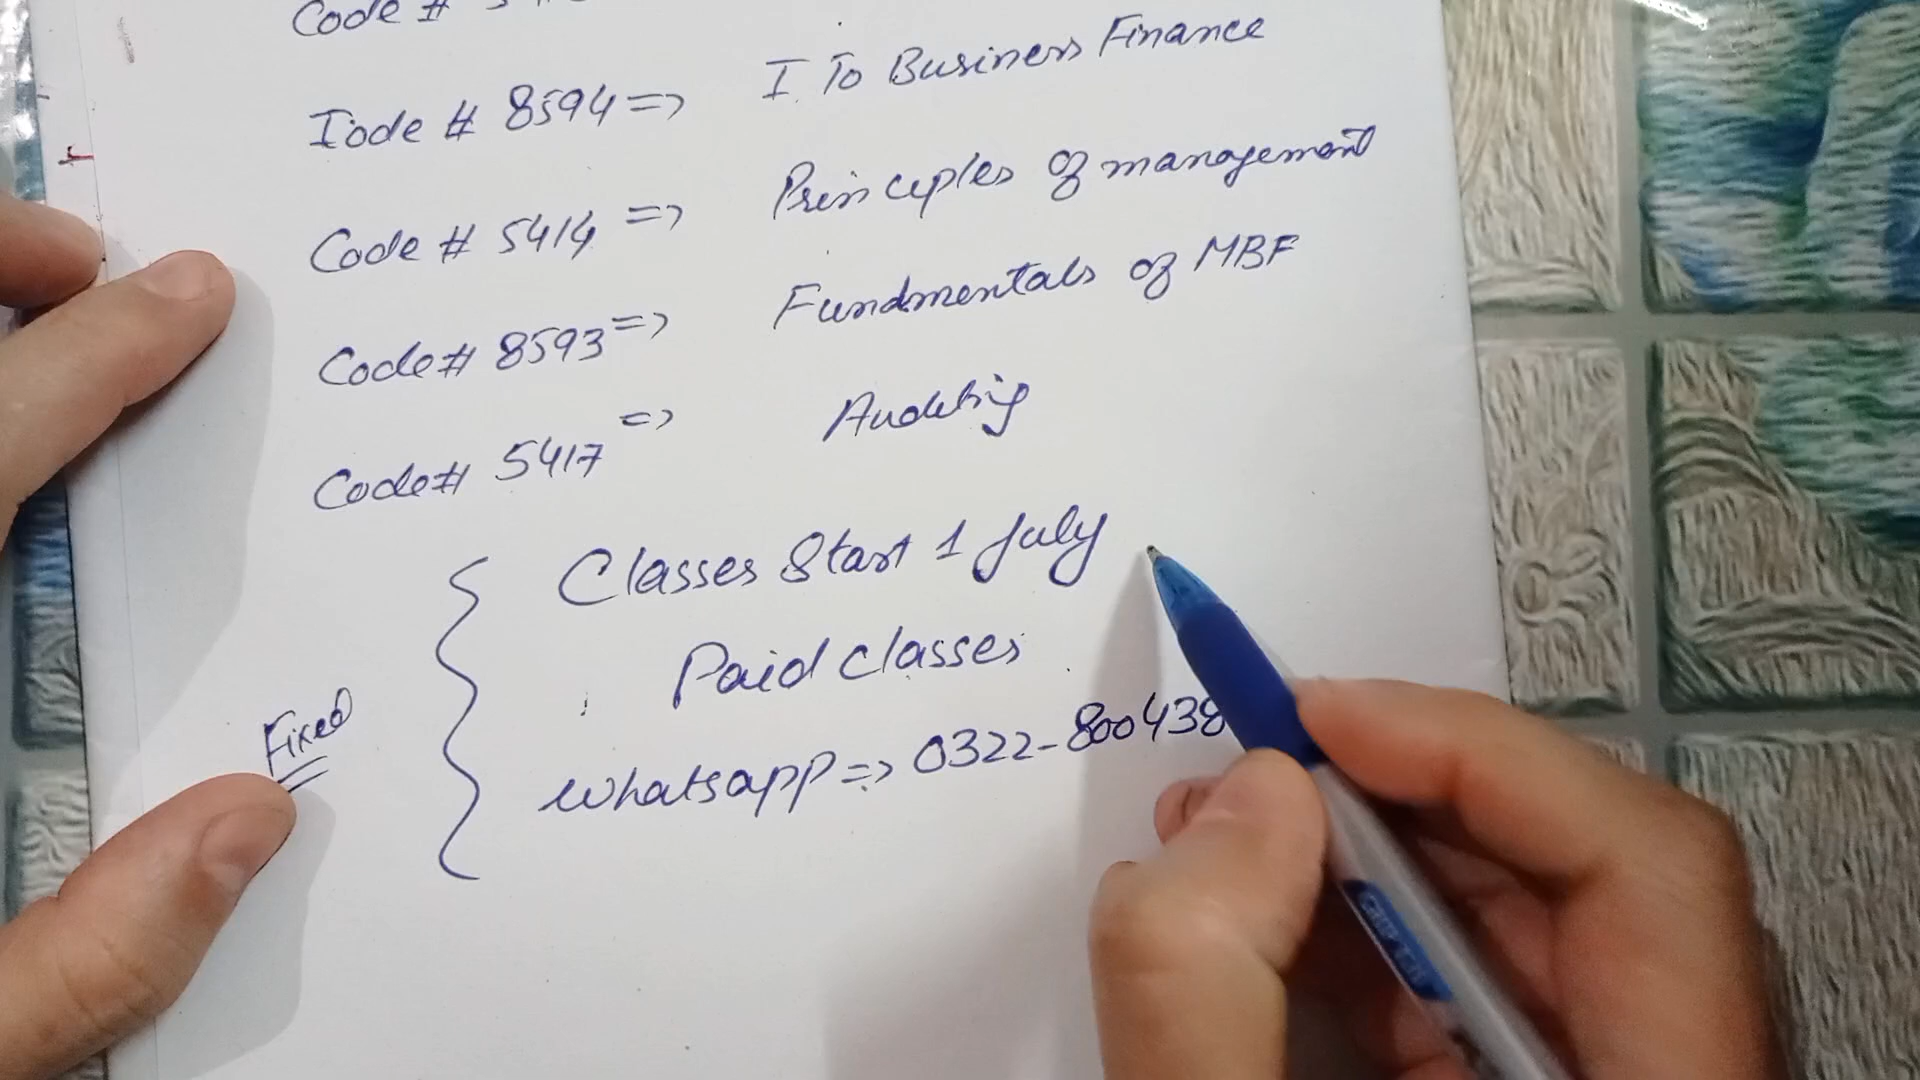 Code #
Iode # 8594 => I To Business Finance
Code # 5414 => Principles of management
Code # 8593 => Fundmentals of MBF
Code # 5417 => Auditing
Classes Start 1 July
Paid classes
Fixed
Whatsapp => 0322-800438